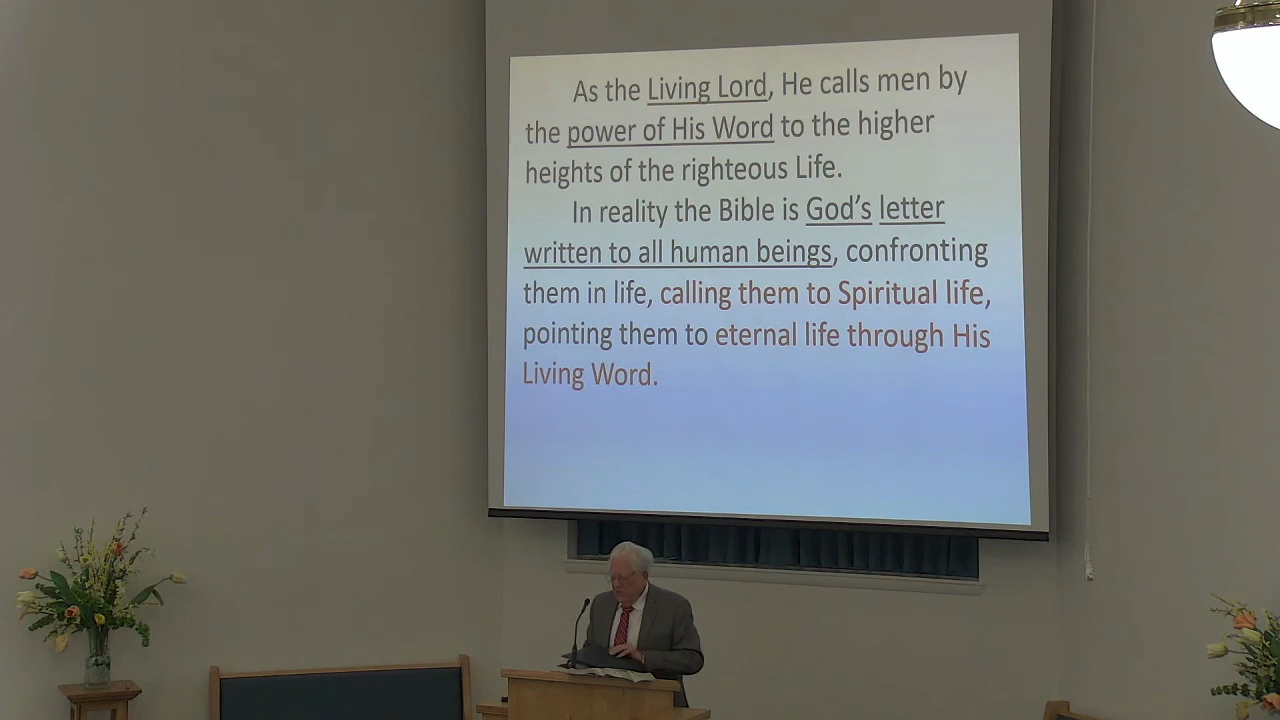 As the Living Lord, He calls men by
the power of His Word to the higher
heights of the righteous Life.
In reality the Bible is God's letter
written to all human beings, confronting
them in life, calling them to Spiritual life,
pointing them to eternal life through His
Living Word.